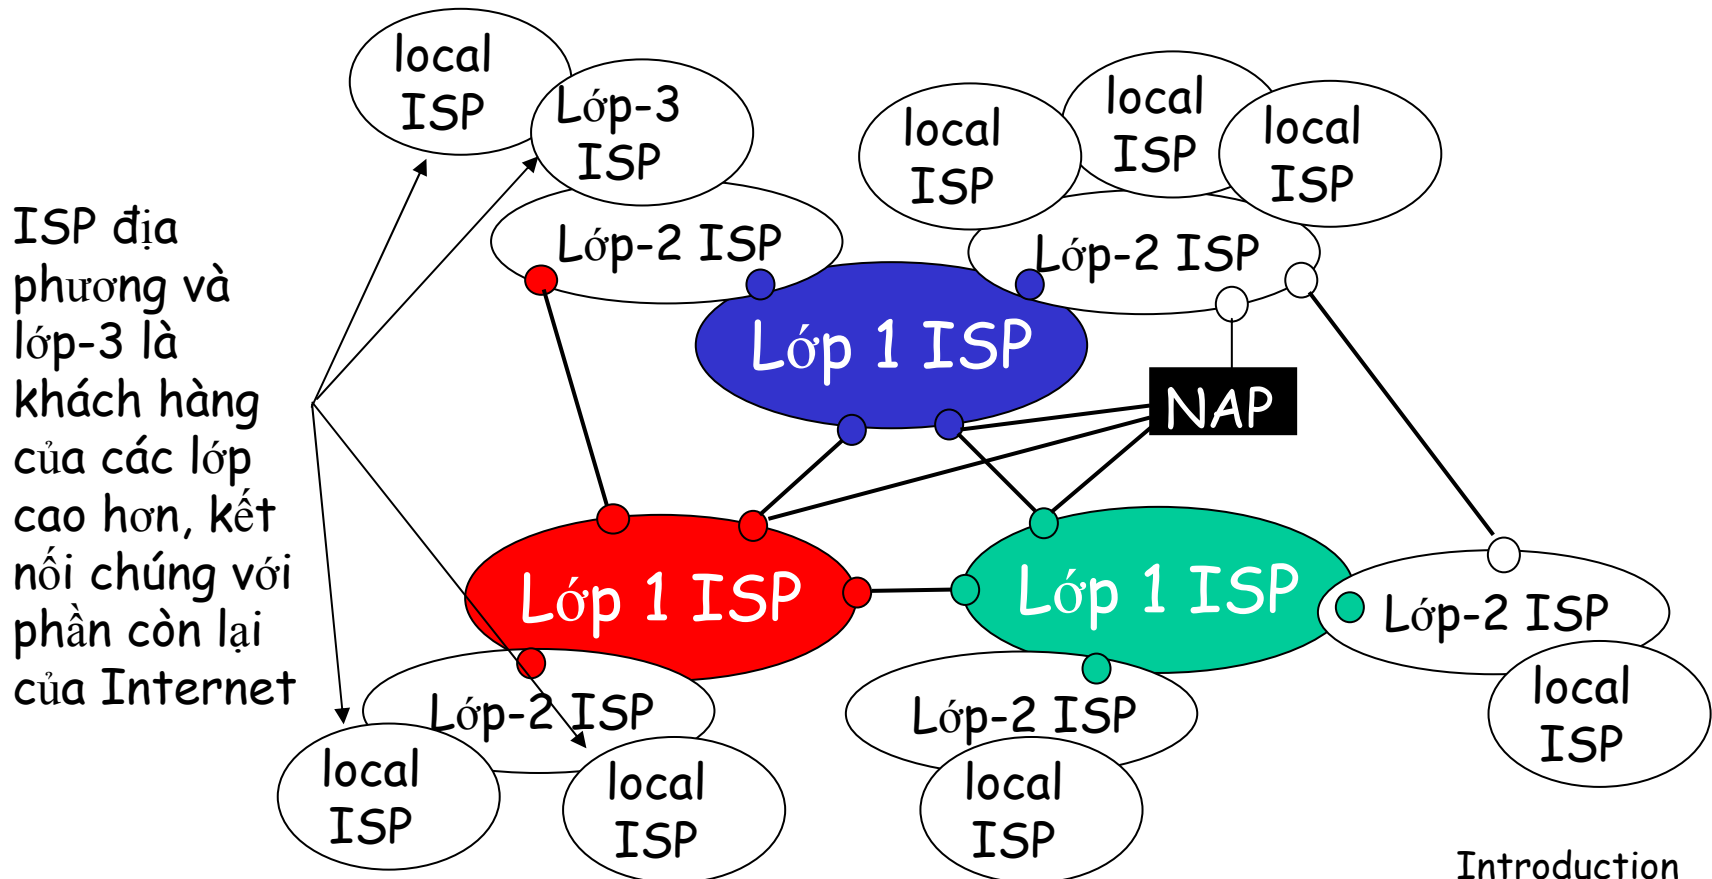 local
ISP
Lớp-3
ISP
local
ISP
local
ISP
local
ISP
ISP địa
phương và
lớp-3 là
khách hàng
của các lớp
cao hơn, kết
nối chúng với
phần còn lại
của Internet
Lớp-2 ISP
Lớp-2 ISP
Lớp 1 ISP
NAP
Lớp 1 ISP
Lớp 1 ISP
Lớp-2 ISP
Lớp-2 ISP
Lớp-2 ISP
local
ISP
local
ISP
local
ISP
local
ISP
Introduction